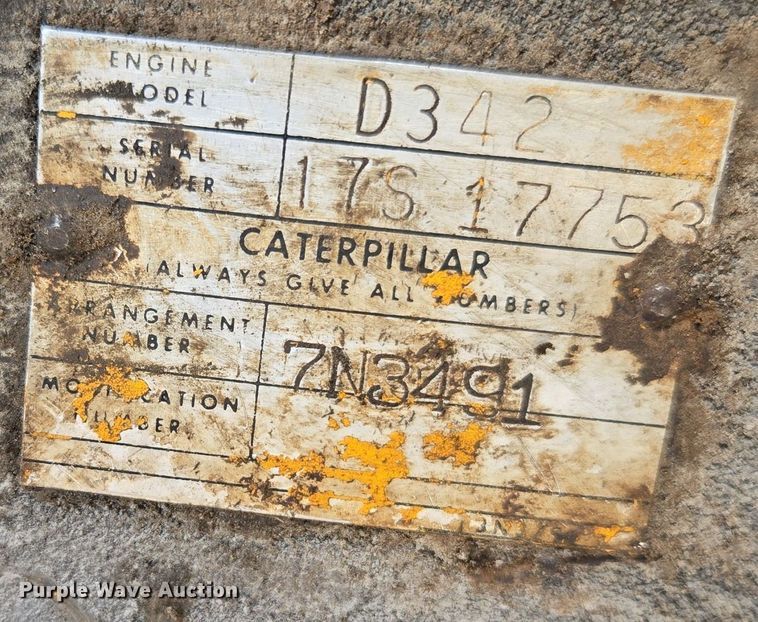 ENGINE
MODEL
D342
SERIAL
NUMBER
17S 17753
CATERPILLAR
(ALWAYS GIVE ALL NUMBERS)
ARRANGEMENT
NUMBER
7N3491
MODIFICATION
NUMBER
Purple Wave Auction